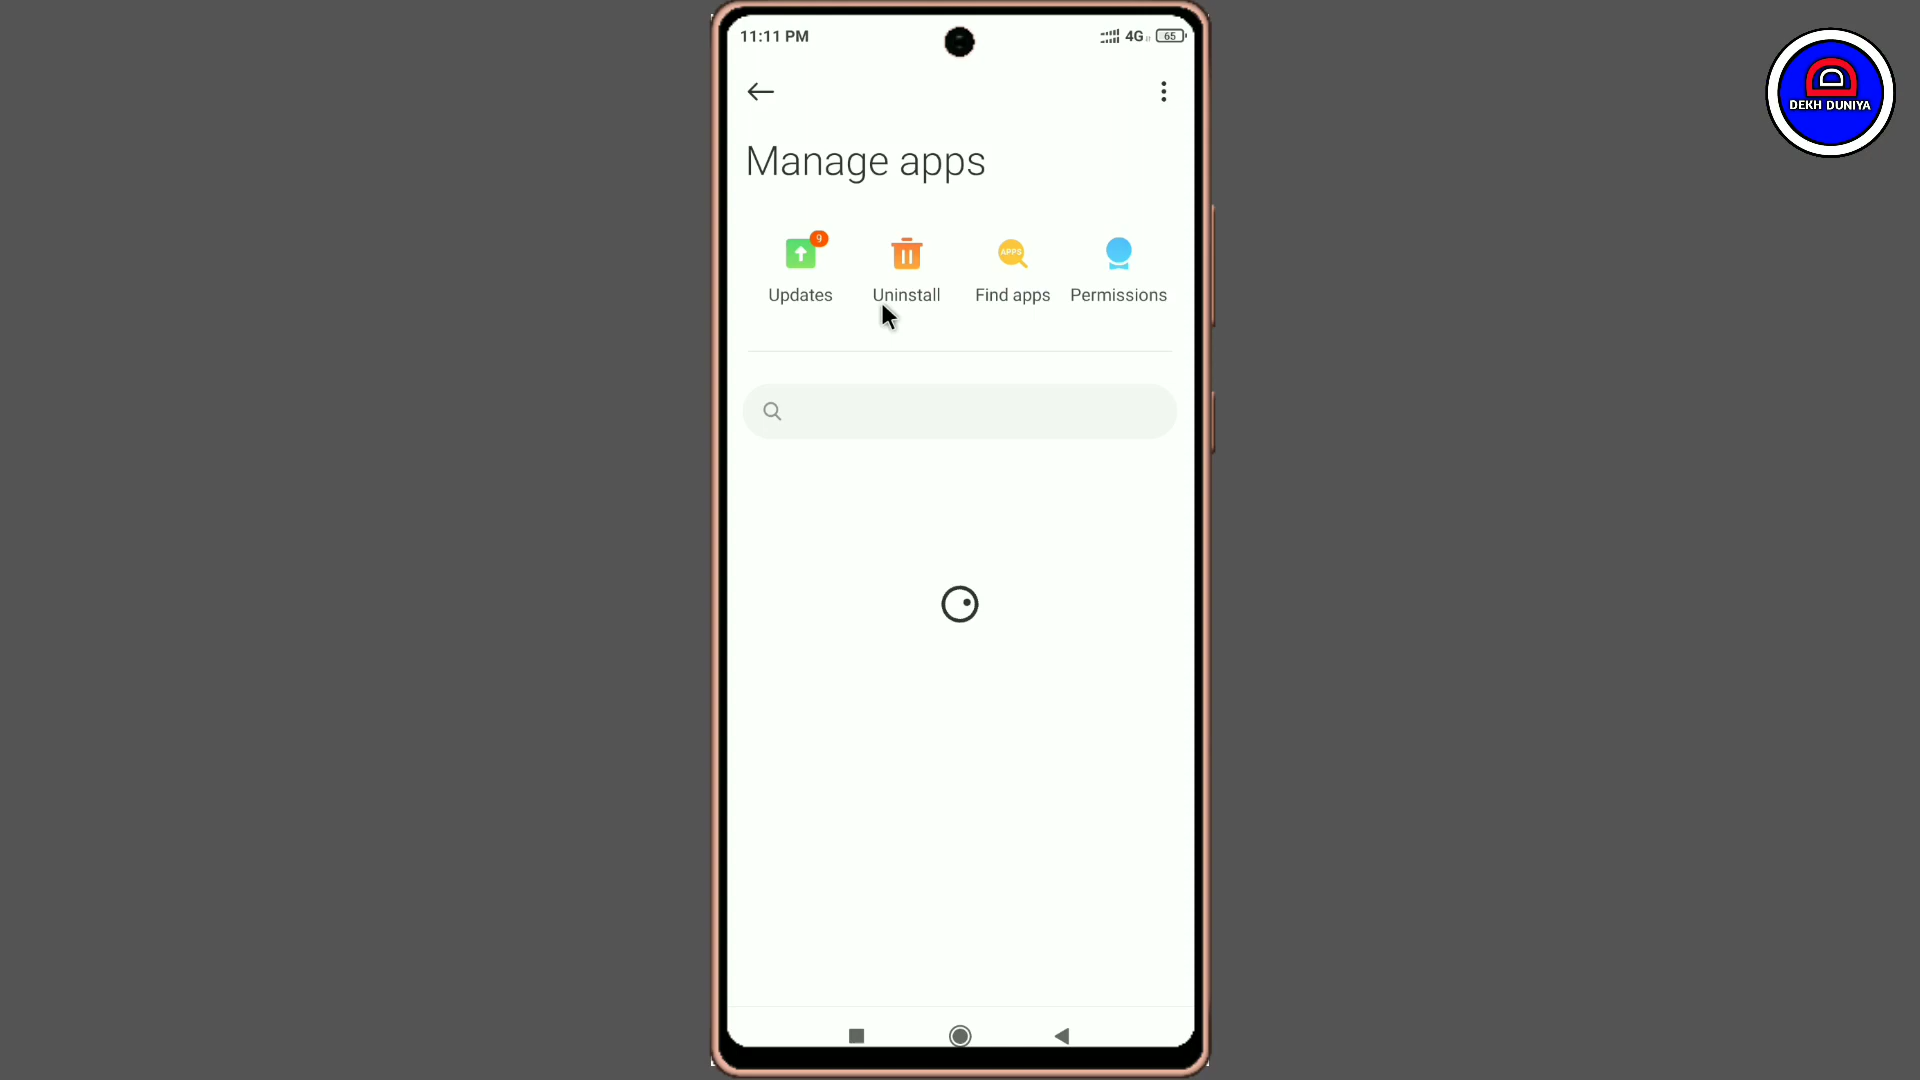 11:11 PM
4G
65
Manage apps
9
APPS
Updates
Uninstall
Find apps
Permissions
D
DEKH DUNIYA